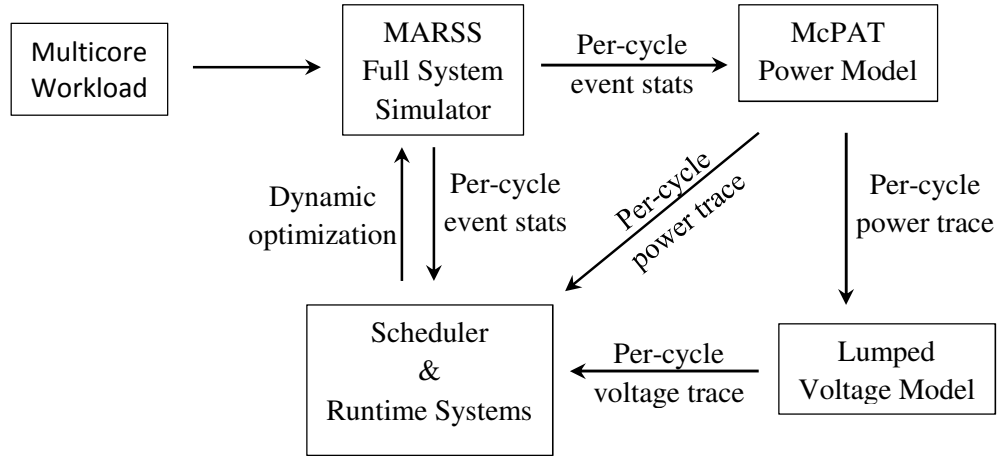 Multicore
Workload
MARSS
Full System
Simulator
Per-cycle
event stats
McPAT
Power Model
Dynamic
optimization
Per-cycle
event stats
Per-cycle
power trace
Per-cycle
power trace
Scheduler
&
Runtime Systems
Per-cycle
voltage trace
Lumped
Voltage Model